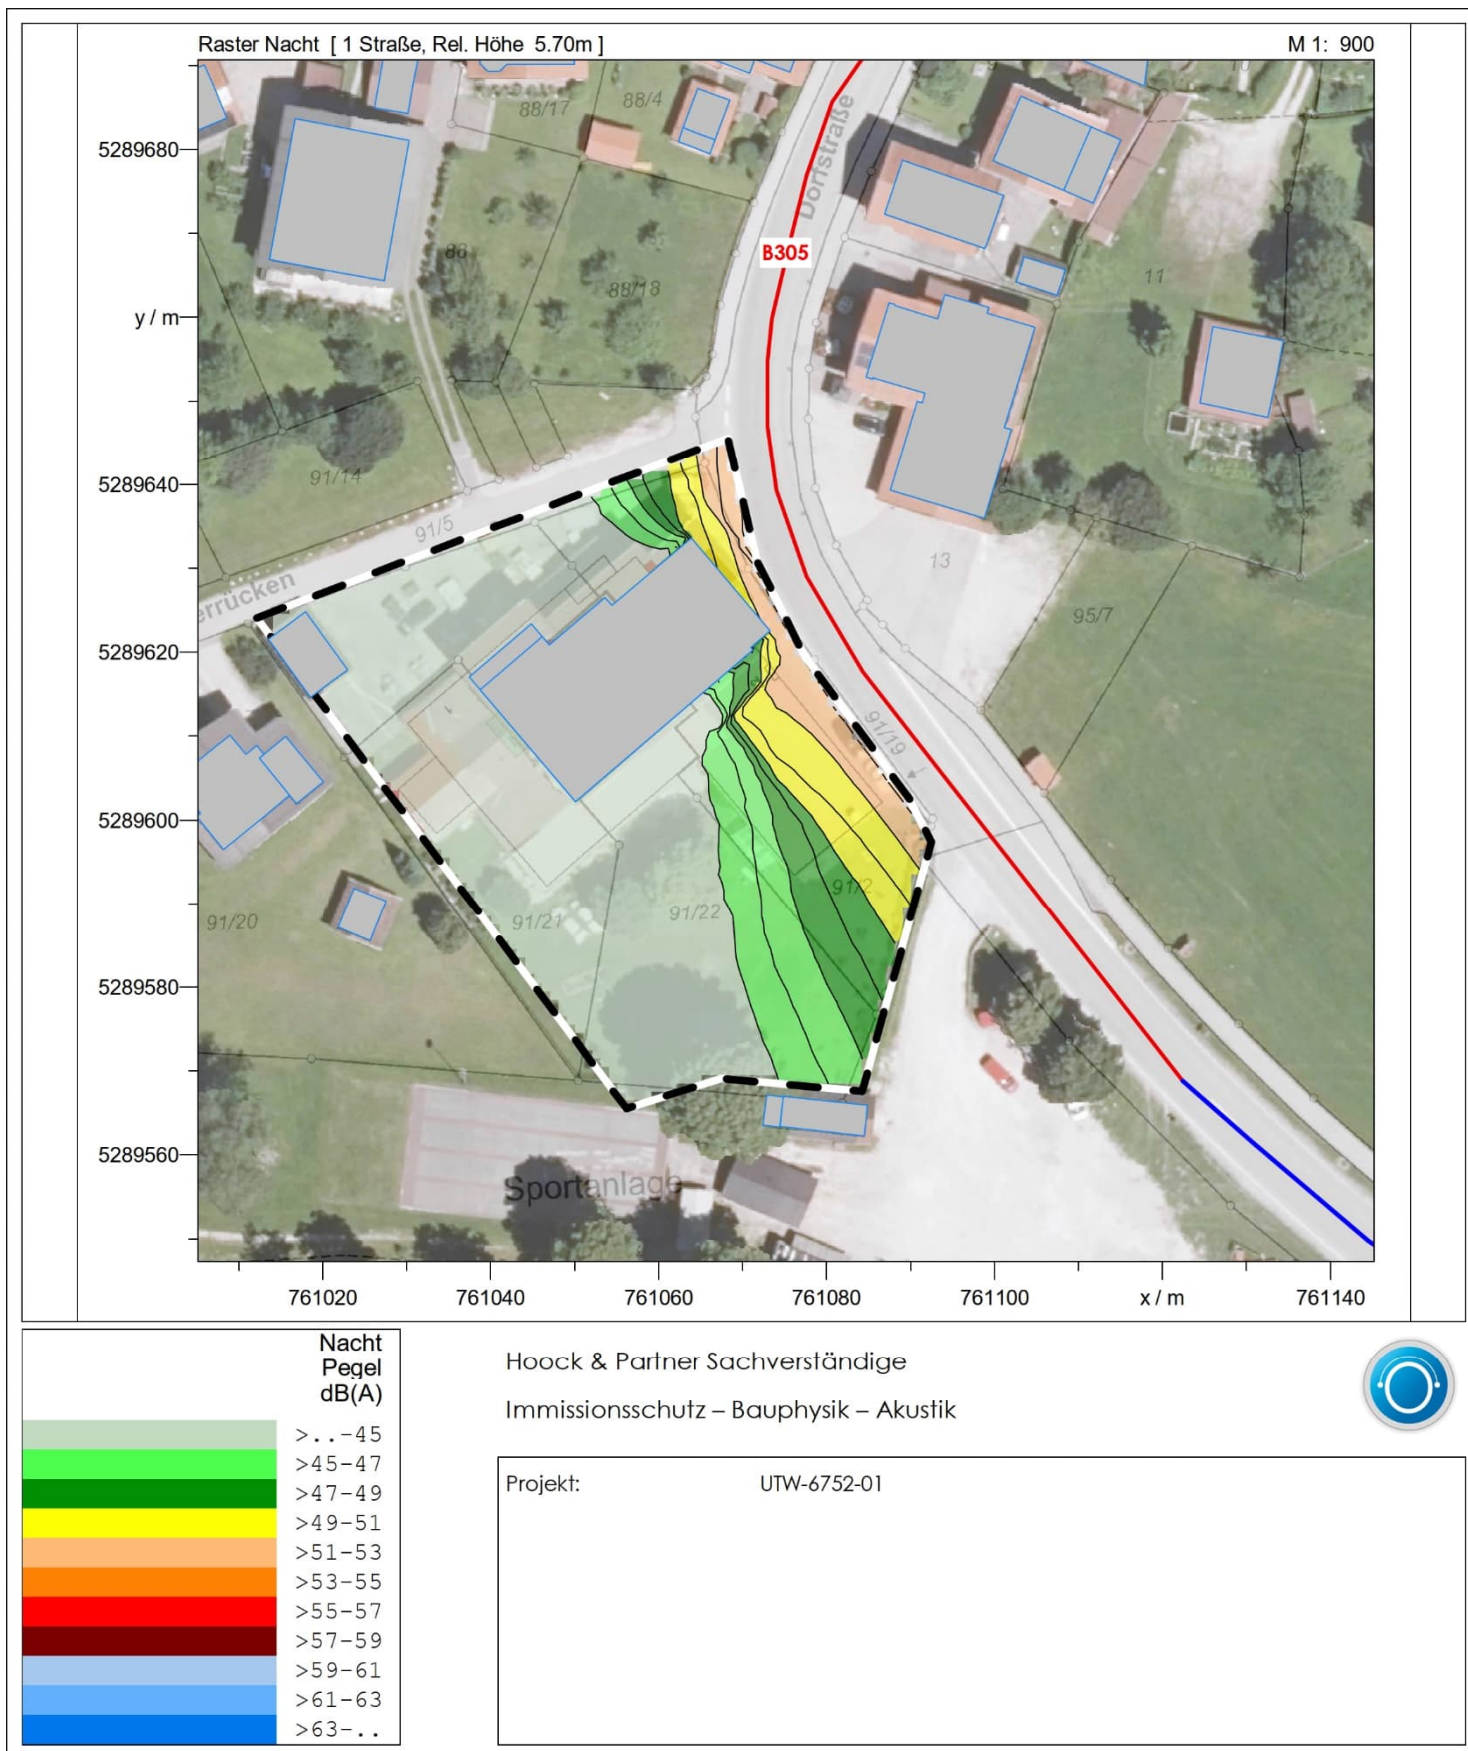 Raster Nacht [ 1 Straße, Rel. Höhe 5.70m ]
M 1: 900
88/17
88/4
5289680
Dorfstraße
B305
86
88/18
11
y / m
5289640
91/14
91/5
13
errücken
95/7
5289620
1
91/19
5289600
91/2
91/20
91/21
91/22
5289580
5289560
Sportanlage
761020
761040
761060
761080
761100
x / m
761140
Nacht
Pegel
dB(A)
>..-45
>45-47
>47-49
>49-51
>51-53
>53-55
>55-57
>57-59
>59-61
>61-63
>63-..
Hoock & Partner Sachverständige
Immissionsschutz – Bauphysik – Akustik
Projekt: UTW-6752-01